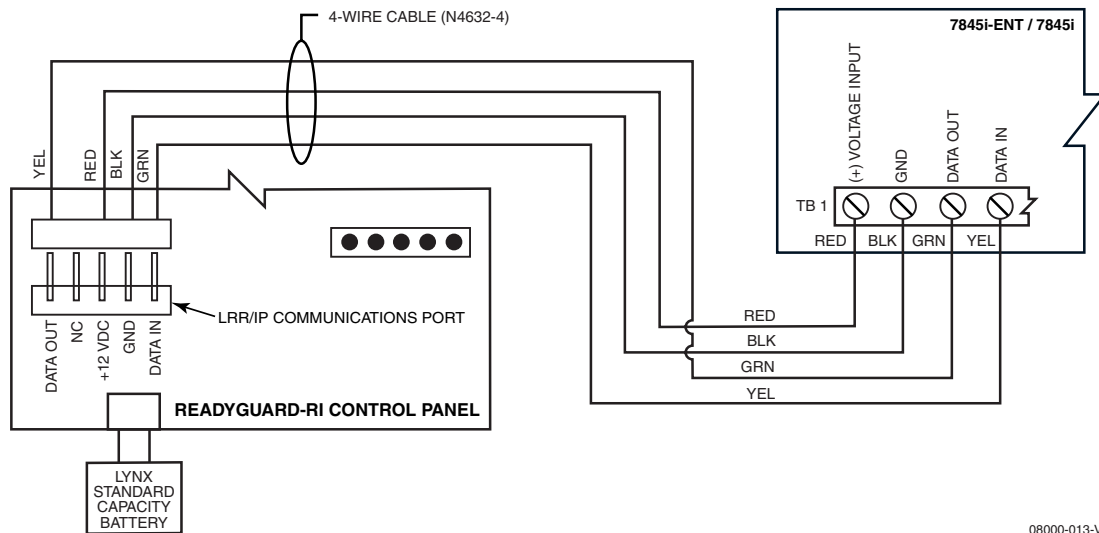 4-WIRE CABLE (N4632-4)
7845i-ENT / 7845i
YEL
RED
BLK
GRN
(+) VOLTAGE INPUT
GND
DATA OUT
DATA IN
TB 1
RED
BLK
GRN
YEL
LRR/IP COMMUNICATIONS PORT
DATA OUT
NC
+12 VDC
GND
DATA IN
RED
BLK
GRN
YEL
READYGUARD-RI CONTROL PANEL
LYNX
STANDARD
CAPACITY
BATTERY
08000-013-V